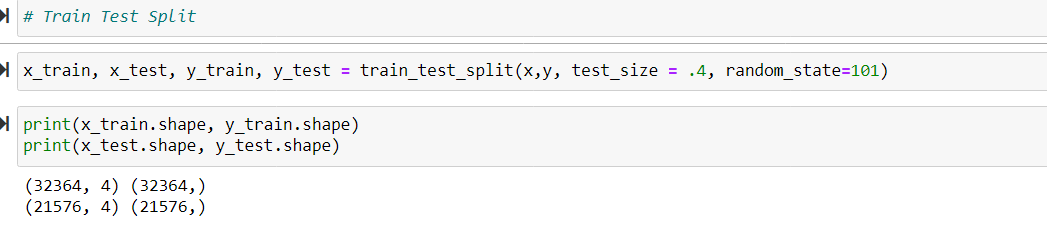 # Train Test Split
x_train, x_test, y_train, y_test = train_test_split(x,y, test_size = .4, random_state=101)
print(x_train.shape, y_train.shape)
print(x_test.shape, y_test.shape)
(32364, 4) (32364,)
(21576, 4) (21576,)